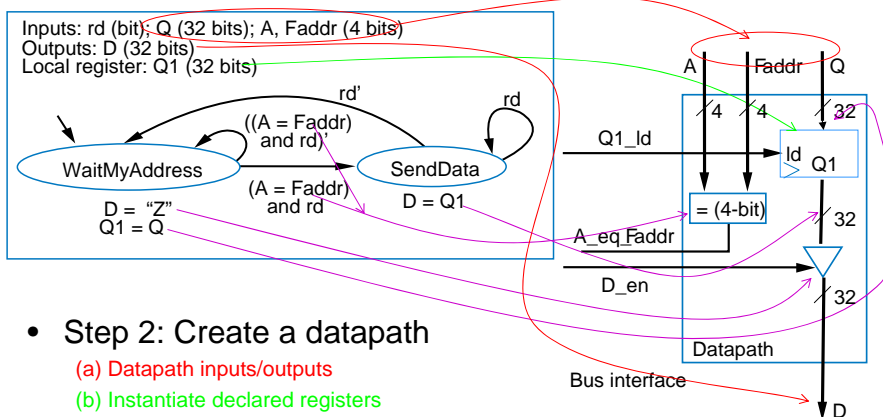 Inputs: rd (bit); Q (32 bits); A, Faddr (4 bits)
Outputs: D (32 bits)
Local register: Q1 (32 bits)
rd’
((A = Faddr)
and rd)’
rd
WaitMyAddress
SendData
(A = Faddr)
and rd
D = “Z”
Q1 = Q
D = Q1
A
Faddr
Q
4
4
32
Q1_ld
ld
Q1
= (4-bit)
32
A_eq_Faddr
D_en
32
Datapath
Bus interface
D
• Step 2: Create a datapath
(a) Datapath inputs/outputs
(b) Instantiate declared registers